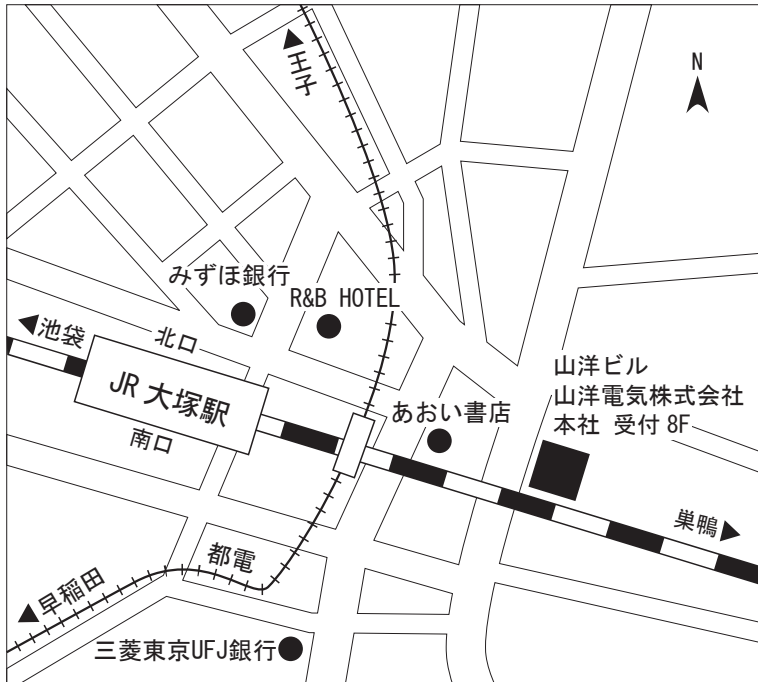 王子
N
みずほ銀行
R&B HOTEL
池袋
北口
JR 大塚駅
南口
山洋ビル
山洋電気株式会社
本社 受付 8F
あおい書店
巣鴨
都電
早稲田
三菱東京UFJ銀行